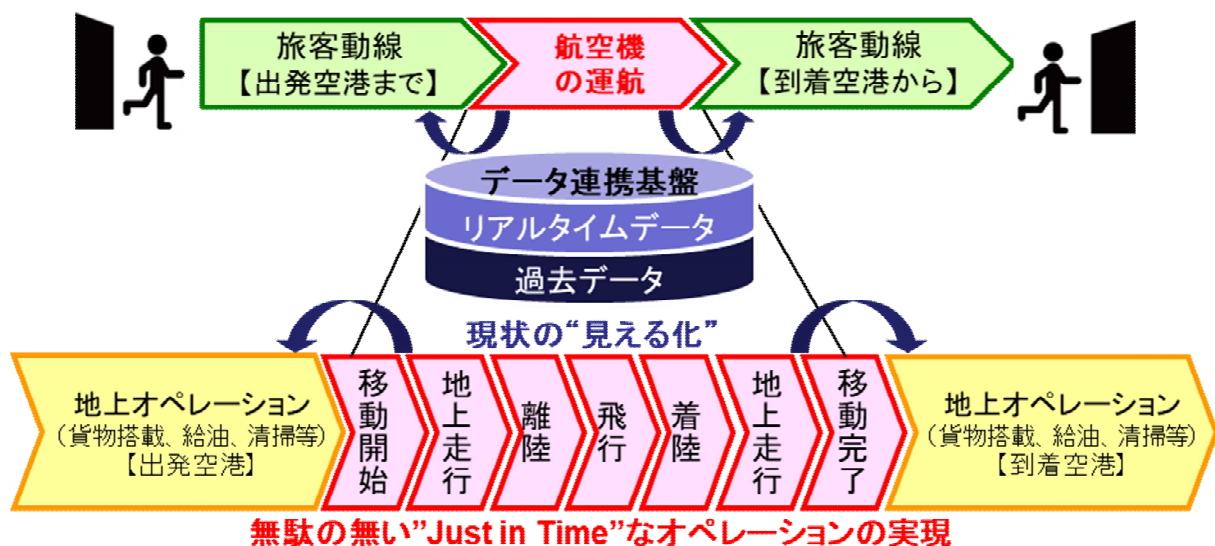 旅客動線
【出発空港まで】
航空機
の運航
旅客動線
【到着空港から】
データ連携基盤
リアルタイムデータ
過去データ
現状の“見える化”
地上オペレーション
（貨物搭載、給油、清掃等）
【出発空港】
移動開始
地上走行
離陸
飛行
着陸
地上走行
移動完了
地上オペレーション
（貨物搭載、給油、清掃等）
【到着空港】
無駄の無い”Just in Time”なオペレーションの実現